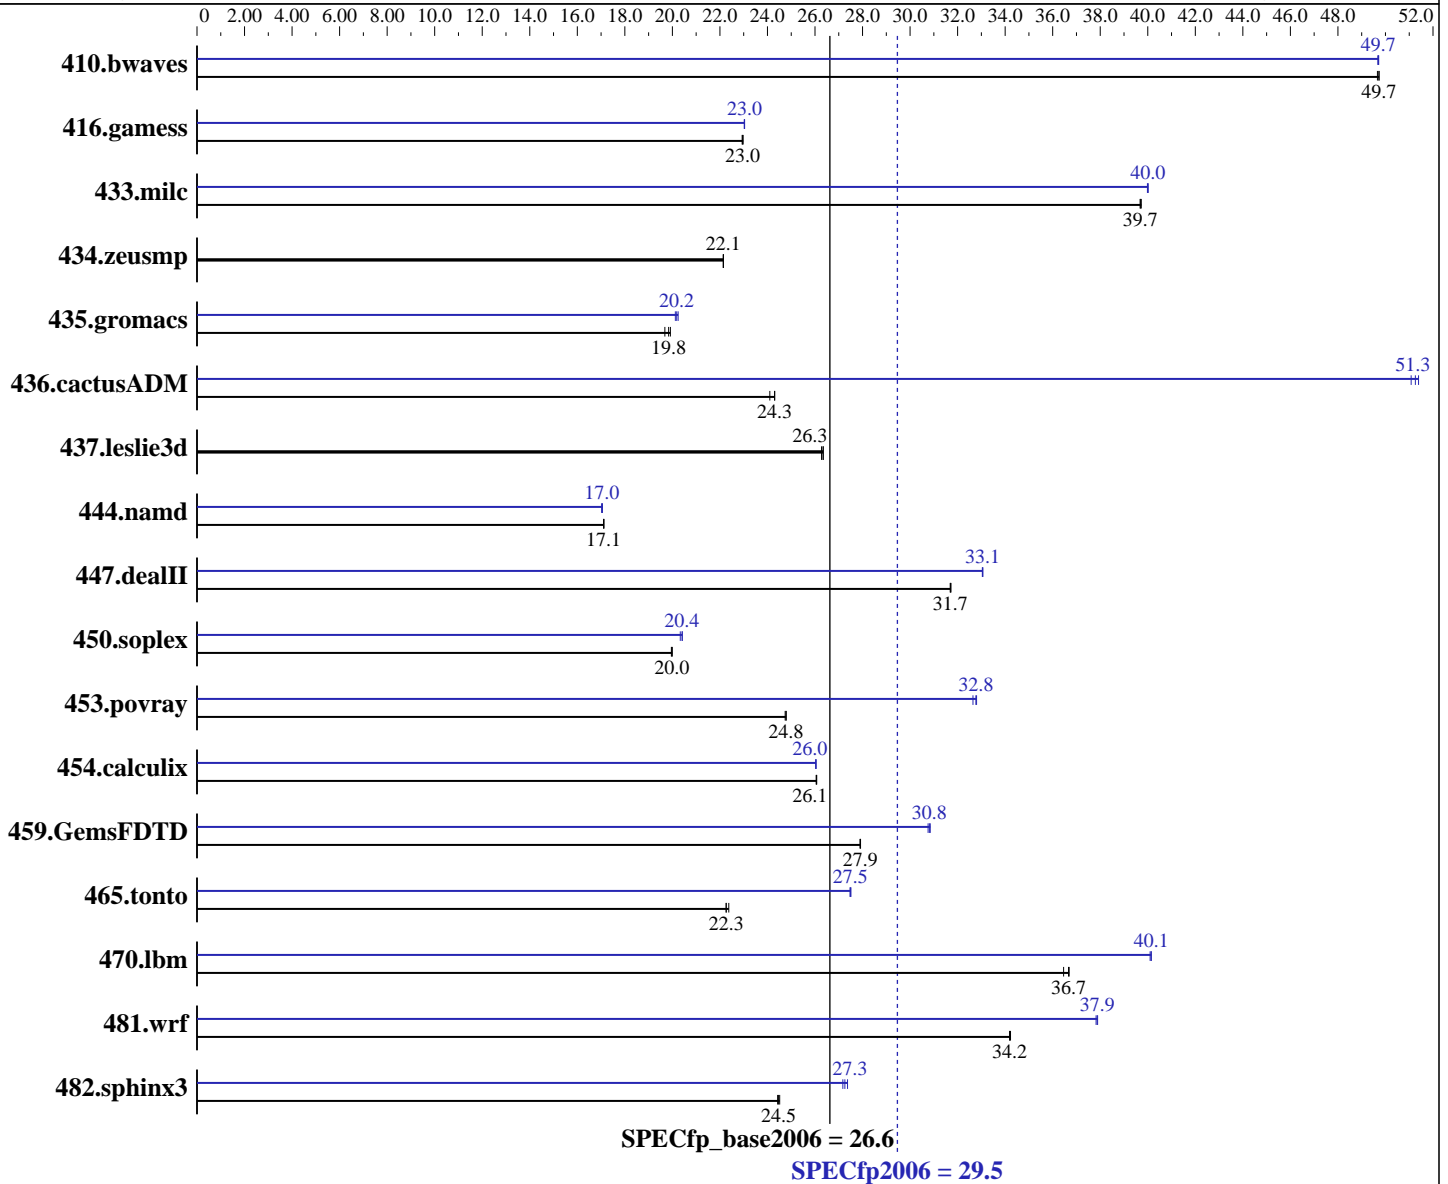 0 2.00 4.00 6.00 8.00 10.0 12.0 14.0 16.0 18.0 20.0 22.0 24.0 26.0 28.0 30.0 32.0 34.0 36.0 38.0 40.0 42.0 44.0 46.0 48.0 52.0
49.7
410.bwaves
49.7
23.0
416.gamess
23.0
40.0
433.milc
39.7
22.1
434.zeusmp
20.2
435.gromacs
19.8
51.3
436.cactusADM
24.3
26.3
437.leslie3d
17.0
444.namd
17.1
33.1
447.dealII
31.7
20.4
450.soplex
20.0
32.8
453.povray
24.8
26.0
454.calculix
26.1
30.8
459.GemsFDTD
27.9
27.5
465.tonto
22.3
40.1
470.lbm
36.7
37.9
481.wrf
34.2
27.3
482.sphinx3
24.5
SPECfp_base2006 = 26.6
SPECfp2006 = 29.5